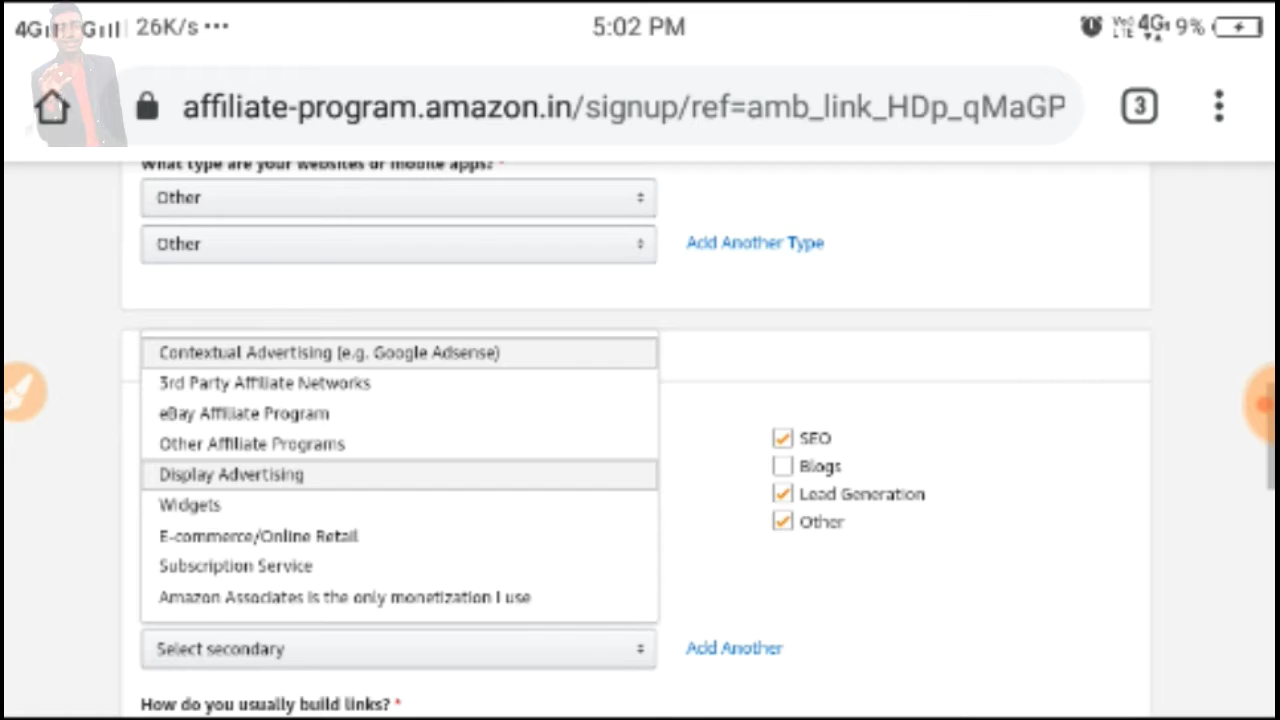 26K/s ••• 5:02 PM 4G 9%
affiliate-program.amazon.in/signup/ref=amb_link_HDp_qMaGP 3
What type are your websites or mobile apps? *
Other
Other Add Another Type
Contextual Advertising (e.g. Google Adsense)
3rd Party Affiliate Networks
eBay Affiliate Program
Other Affiliate Programs
Display Advertising
Widgets
E-commerce/Online Retail
Subscription Service
Amazon Associates is the only monetization I use
SEO
Blogs
Lead Generation
Other
Select secondary Add Another
How do you usually build links? *